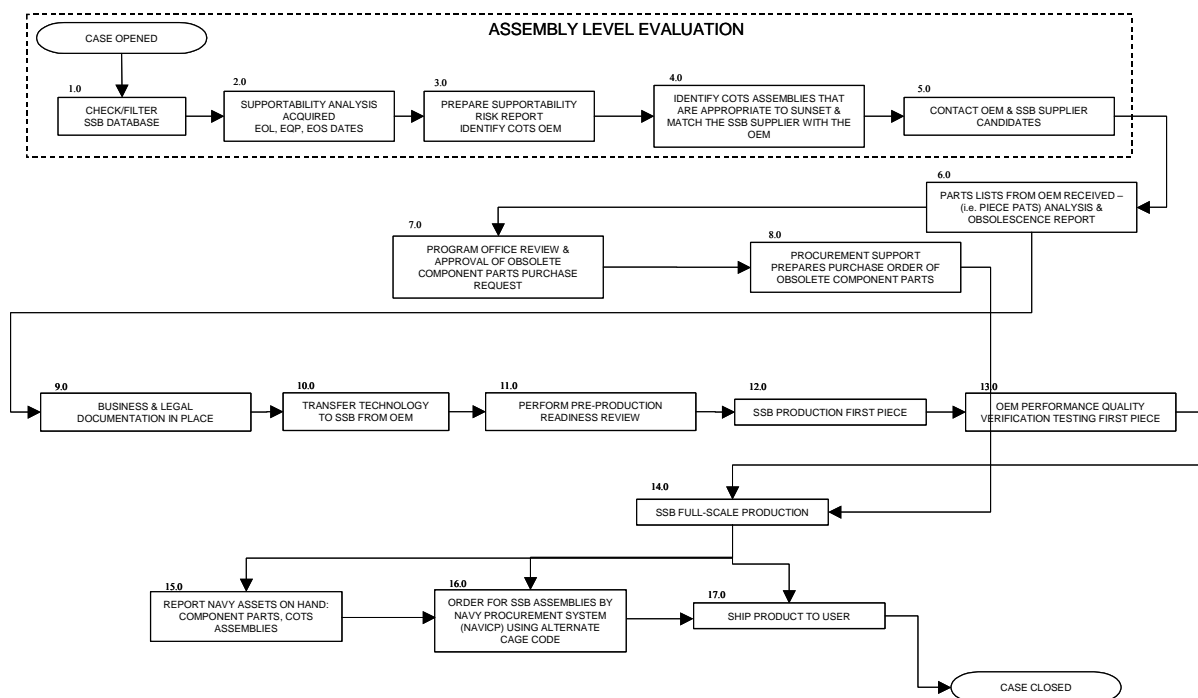 ASSEMBLY LEVEL EVALUATION
CASE OPENED
1.0
CHECK/FILTER
SSB DATABASE
2.0
SUPPORTABILITY ANALYSIS
ACQUIRED
EOL, EQP, EOS DATES
3.0
PREPARE SUPPORTABILITY
RISK REPORT
IDENTIFY COTS OEM
4.0
IDENTIFY COTS ASSEMBLIES THAT
ARE APPROPRIATE TO SUNSET &
MATCH THE SSB SUPPLIER WITH THE
OEM
5.0
CONTACT OEM & SSB SUPPLIER
CANDIDATES
6.0
PARTS LISTS FROM OEM RECEIVED –
(i.e. PIECE PATS) ANALYSIS &
OBSOLESCENCE REPORT
7.0
PROGRAM OFFICE REVIEW &
APPROVAL OF OBSOLETE
COMPONENT PARTS PURCHASE
REQUEST
8.0
PROCUREMENT SUPPORT
PREPARES PURCHASE ORDER OF
OBSOLETE COMPONENT PARTS
9.0
BUSINESS & LEGAL
DOCUMENTATION IN PLACE
10.0
TRANSFER TECHNOLOGY
TO SSB FROM OEM
11.0
PERFORM PRE-PRODUCTION
READINESS REVIEW
12.0
SSB PRODUCTION FIRST PIECE
13.0
OEM PERFORMANCE QUALITY
VERIFICATION TESTING FIRST PIECE
14.0
SSB FULL-SCALE PRODUCTION
15.0
REPORT NAVY ASSETS ON HAND:
COMPONENT PARTS, COTS
ASSEMBLIES
16.0
ORDER FOR SSB ASSEMBLIES BY
NAVY PROCUREMENT SYSTEM
(NAVICP) USING ALTERNATE
CAGE CODE
17.0
SHIP PRODUCT TO USER
CASE CLOSED